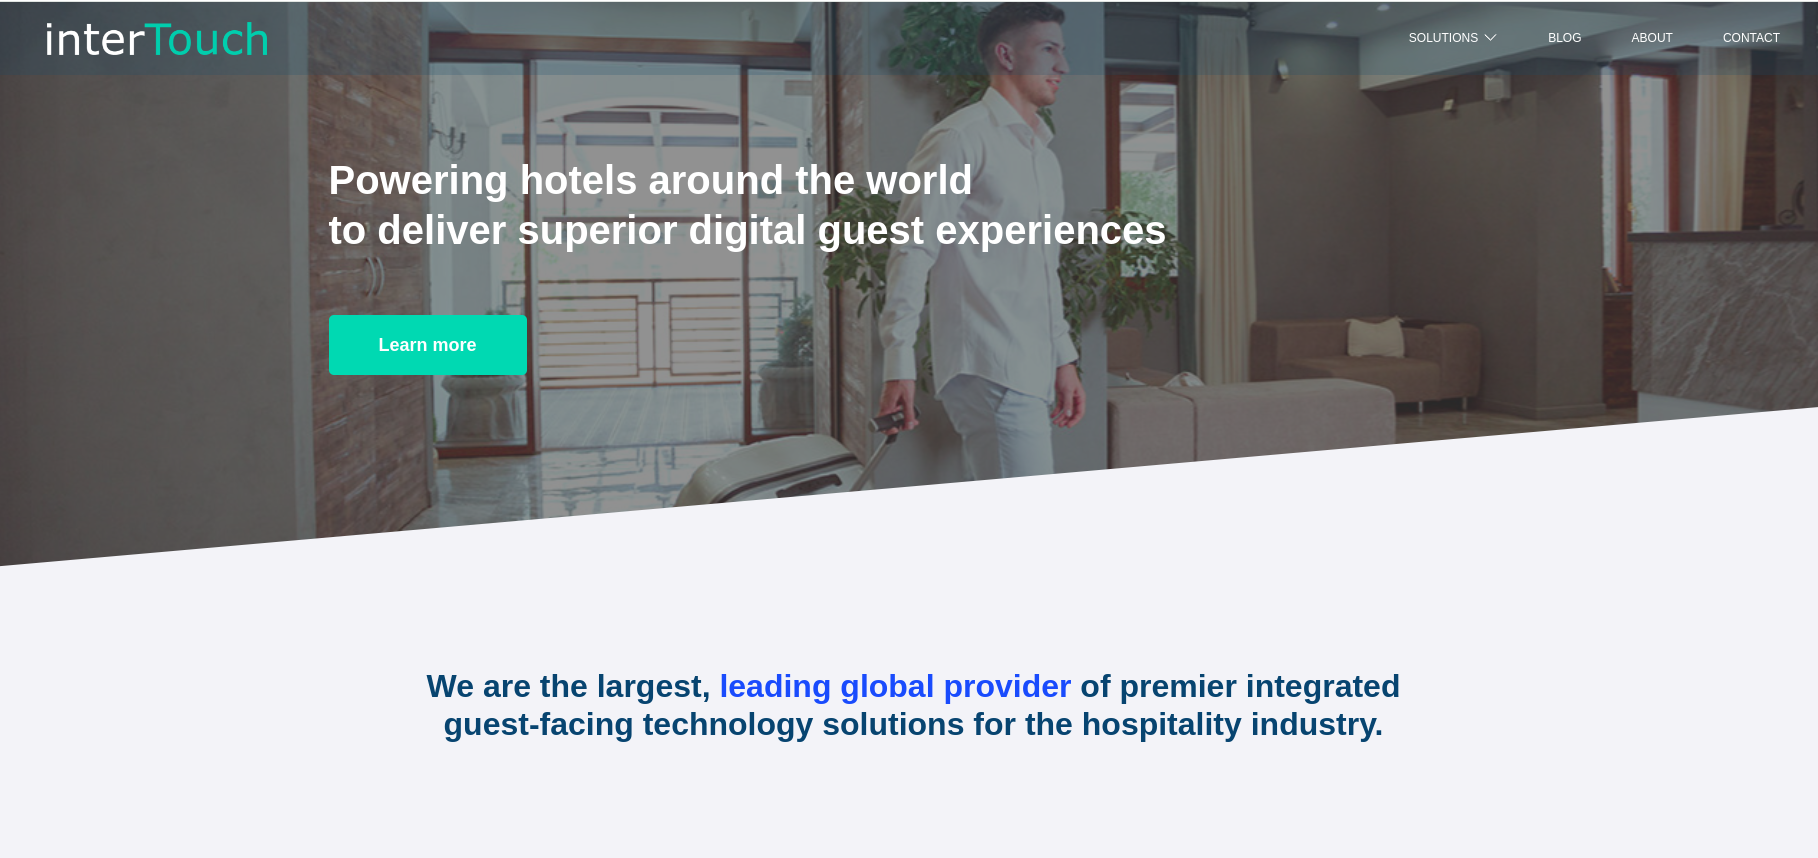 interTouch
SOLUTIONS
BLOG
ABOUT
CONTACT
Powering hotels around the world
to deliver superior digital guest experiences
Learn more
We are the largest, leading global provider of premier integrated
guest-facing technology solutions for the hospitality industry.